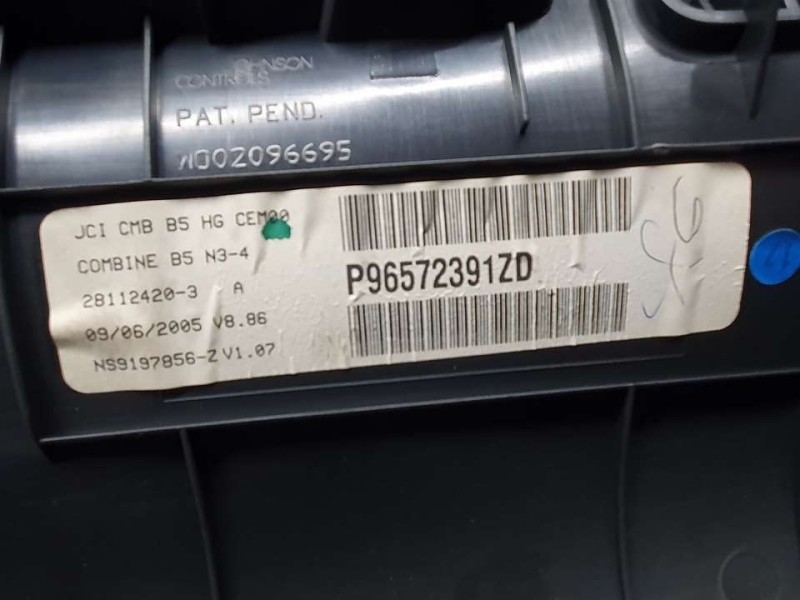 JOHNSON
CONTROLS
PAT. PEND.
W002096695
JCI CMB B5 HG CEM00
COMBINE B5 N3-4
28112420-3 A
09/06/2005 V8.86
NS9197856-Z V1.07
P96572391ZD